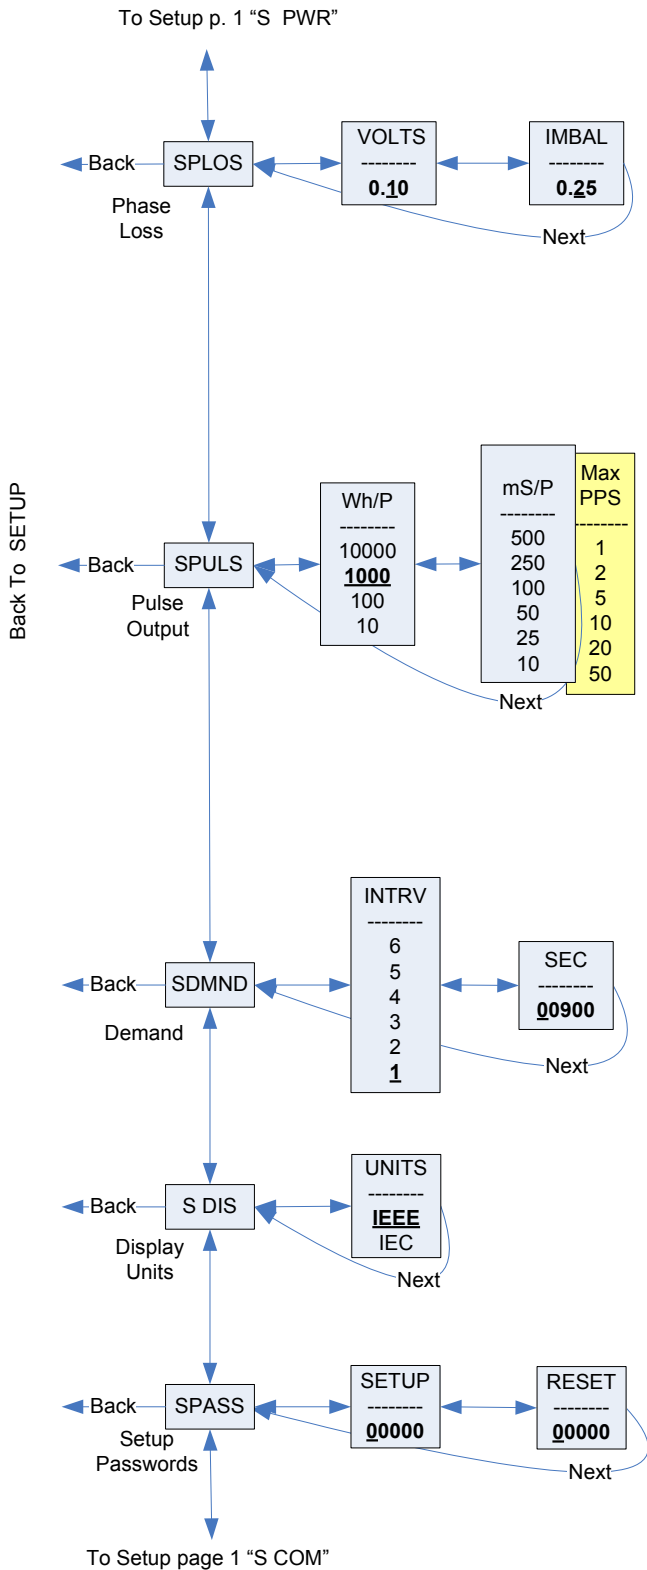 To Setup p. 1 “S PWR”
VOLTS
--------
0.10
IMBAL
--------
0.25
Back
SPLOS
Phase
Loss
Next
Back To SETUP
Wh/P
--------
10000
1000
100
10
mS/P
--------
500
250
100
50
25
10
Max
PPS
--------
1
2
5
10
20
50
Back
SPULS
Pulse
Output
Next
INTRV
--------
6
5
4
3
2
1
SEC
--------
00900
Back
SDMND
Demand
Next
UNITS
--------
IEEE
IEC
Back
S DIS
Display
Units
Next
SETUP
--------
00000
RESET
--------
00000
Back
SPASS
Setup
Passwords
Next
To Setup page 1 “S COM”